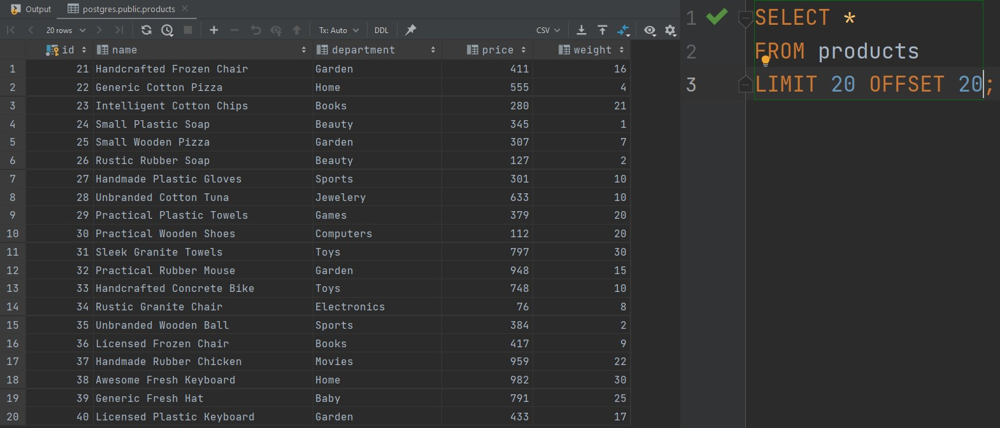 Output postgres.public.products
20 rows Tx: Auto DDL CSV
id name department price weight
1 21 Handcrafted Frozen Chair Garden 411 16
2 22 Generic Cotton Pizza Home 555 4
3 23 Intelligent Cotton Chips Books 280 21
4 24 Small Plastic Soap Beauty 345 1
5 25 Small Wooden Pizza Garden 307 7
6 26 Rustic Rubber Soap Beauty 127 2
7 27 Handmade Plastic Gloves Sports 301 10
8 28 Unbranded Cotton Tuna Jewelery 633 10
9 29 Practical Plastic Towels Games 379 20
10 30 Practical Wooden Shoes Computers 112 20
11 31 Sleek Granite Towels Toys 797 30
12 32 Practical Rubber Mouse Garden 948 15
13 33 Handcrafted Concrete Bike Toys 748 10
14 34 Rustic Granite Chair Electronics 76 8
15 35 Unbranded Wooden Ball Sports 384 2
16 36 Licensed Frozen Chair Books 417 9
17 37 Handmade Rubber Chicken Movies 959 22
18 38 Awesome Fresh Keyboard Home 982 30
19 39 Generic Fresh Hat Baby 791 25
20 40 Licensed Plastic Keyboard Garden 433 17
1 SELECT *
2 FROM products
3 LIMIT 20 OFFSET 20;